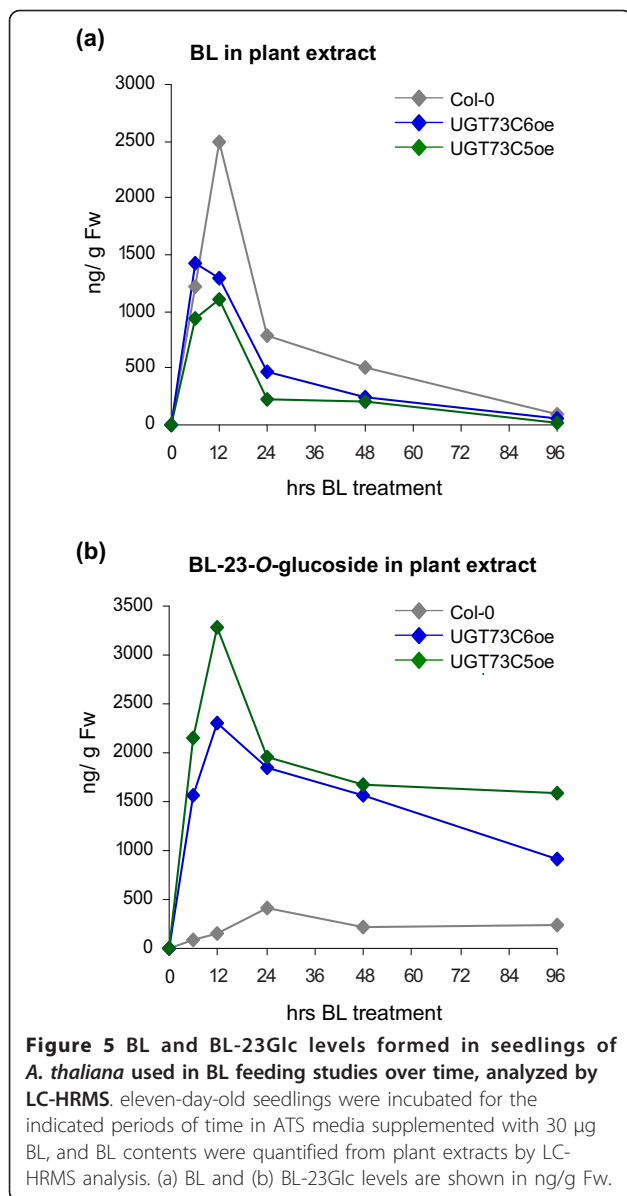 (a)
BL in plant extract
3000
2500
2000
1500
1000
500
0
ng/ g Fw
Col-0
UGT73C6oe
UGT73C5oe
0 12 24 36 48 60 72 84 96
hrs BL treatment
(b)
BL-23-O-glucoside in plant extract
3500
3000
2500
2000
1500
1000
500
0
ng/ g Fw
Col-0
UGT73C6oe
UGT73C5oe
0 12 24 36 48 60 72 84 96
hrs BL treatment
Figure 5 BL and BL-23Glc levels formed in seedlings of
A. thaliana used in BL feeding studies over time, analyzed by
LC-HRMS. eleven-day-old seedlings were incubated for the
indicated periods of time in ATS media supplemented with 30 μg
BL, and BL contents were quantified from plant extracts by LC-
HRMS analysis. (a) BL and (b) BL-23Glc levels are shown in ng/g Fw.